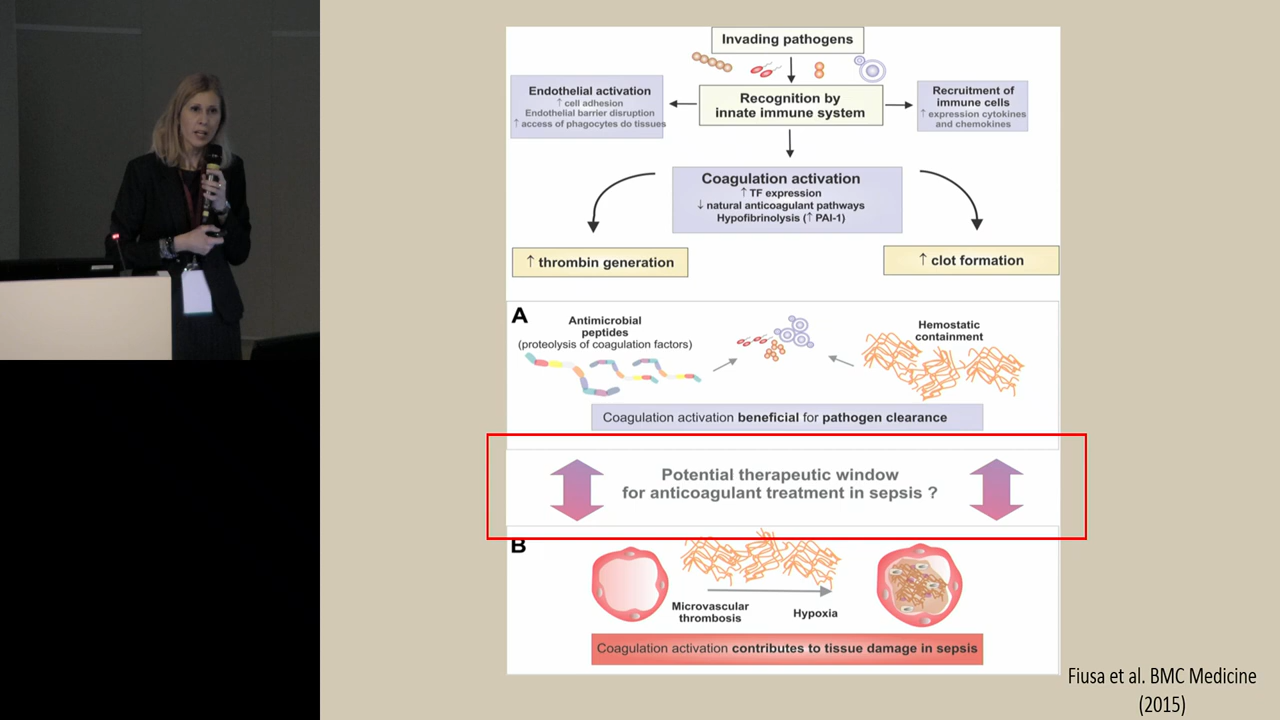 Invading pathogens
Endothelial activation
↑ cell adhesion
Endothelial barrier disruption
↑ access of phagocytes do tissues
Recognition by
innate immune system
Recruitment of
immune cells
↑ expression cytokines
and chemokines
Coagulation activation
↑ TF expression
↓ natural anticoagulant pathways
Hypofibrinolysis (↑ PAI-1)
↑ thrombin generation
↑ clot formation
A
Antimicrobial
peptides
(proteolysis of coagulation factors)
Hemostatic
containment
Coagulation activation beneficial for pathogen clearance
Potential therapeutic window
for anticoagulant treatment in sepsis ?
B
Microvascular
thrombosis
Hypoxia
Coagulation activation contributes to tissue damage in sepsis
Fiusa et al. BMC Medicine
(2015)